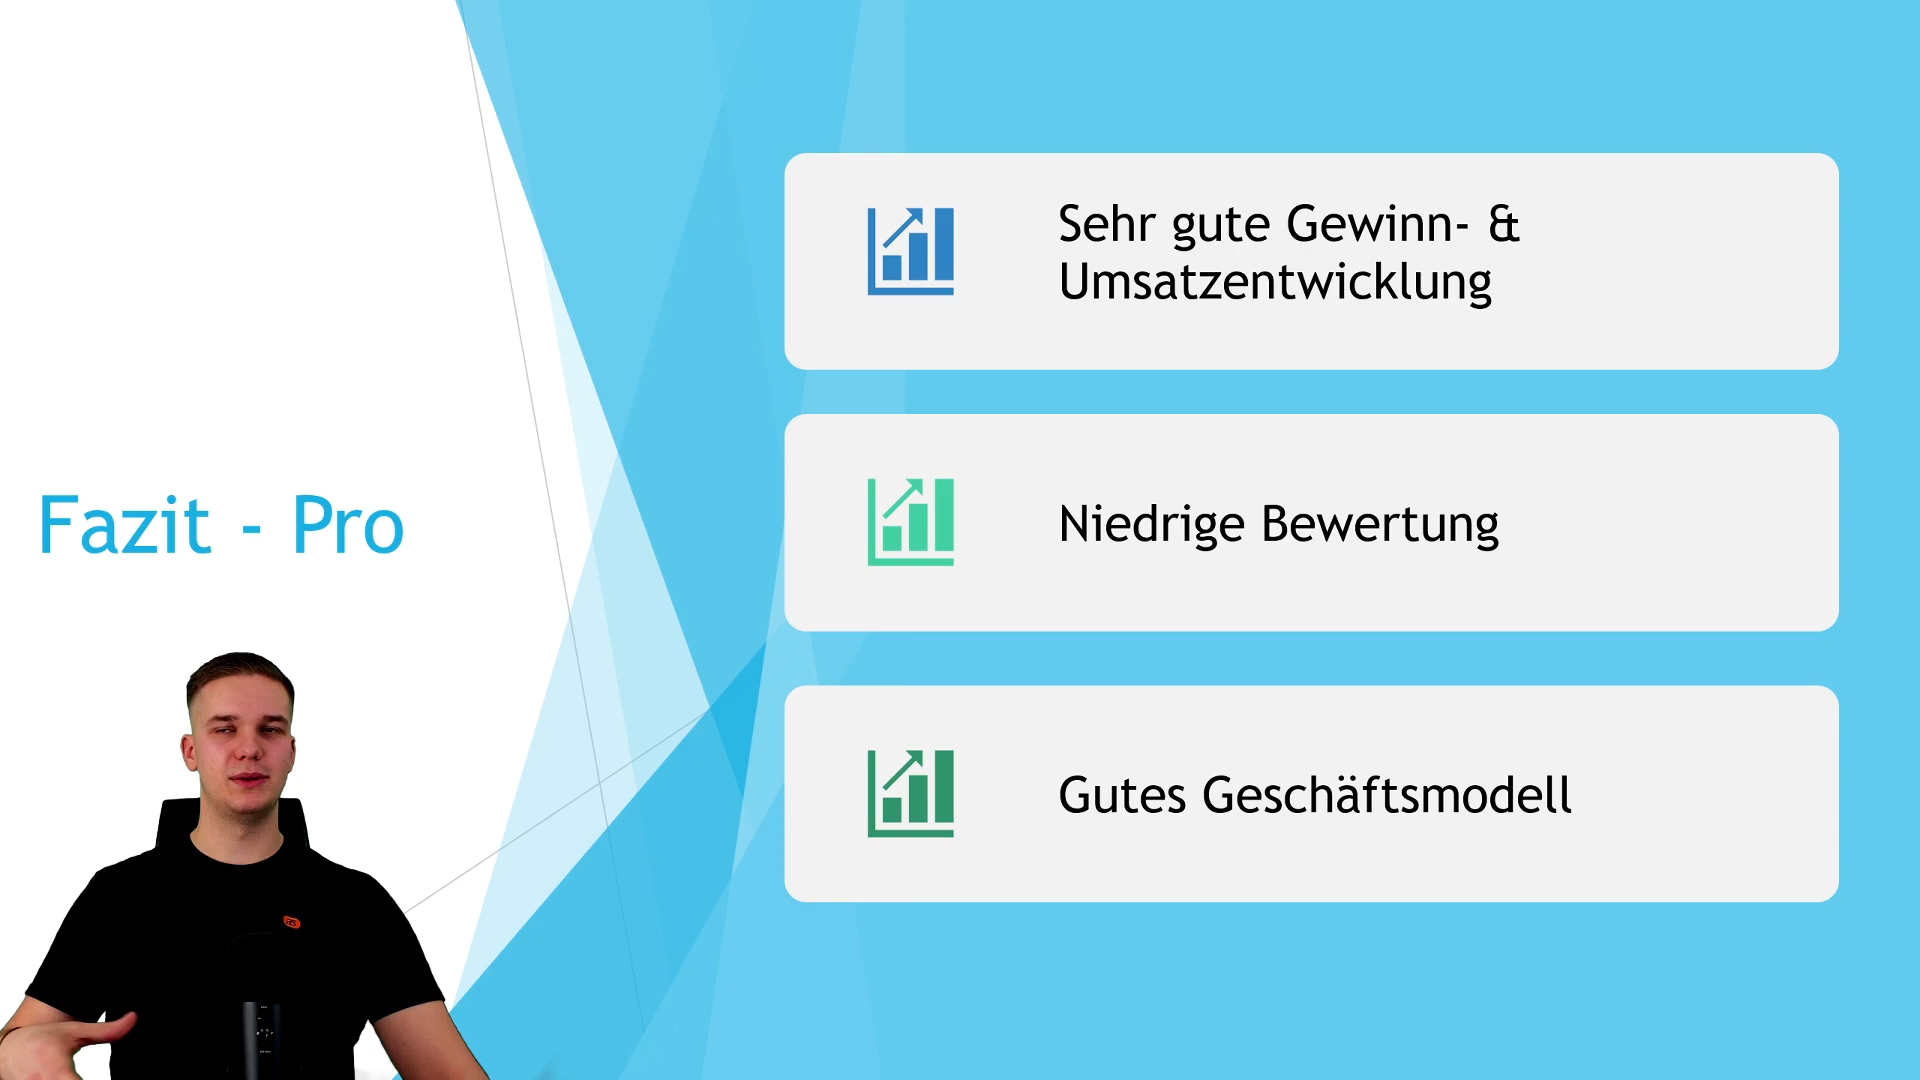 Fazit - Pro
Sehr gute Gewinn- &
Umsatzentwicklung
Niedrige Bewertung
Gutes Geschäftsmodell